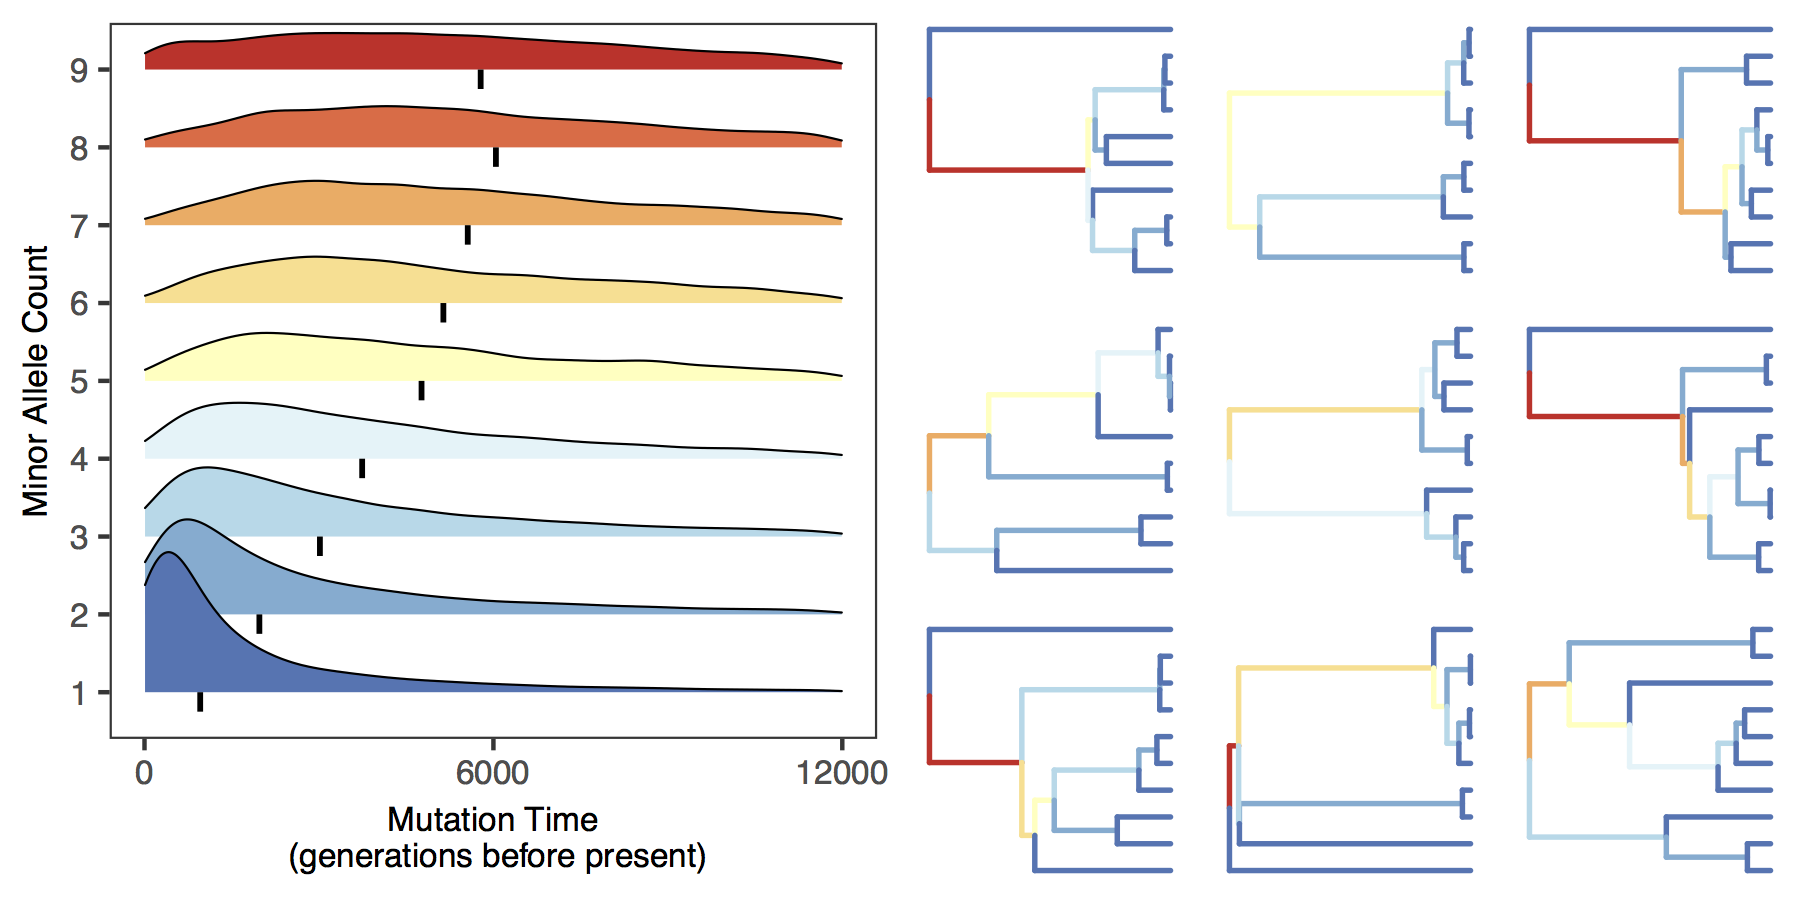 Minor Allele Count
9
8
7
6
5
4
3
2
1
0 6000 12000
Mutation Time
(generations before present)